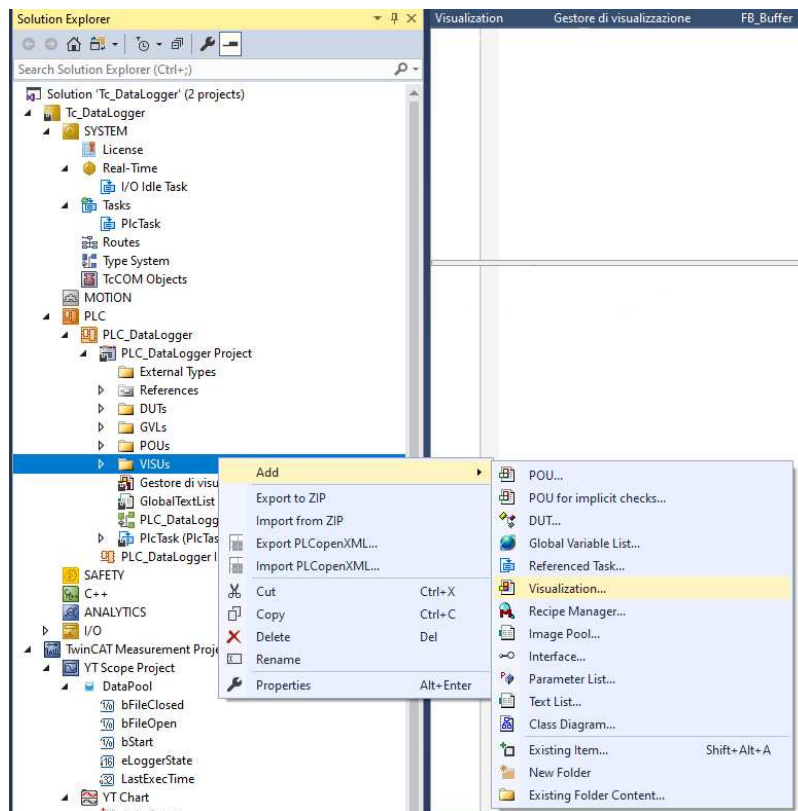 Solution Explorer
Visualization Gestore di visualizzazione FB_Buffer
Search Solution Explorer (Ctrl+;)
Solution 'Tc_DataLogger' (2 projects)
Tc_DataLogger
SYSTEM
License
Real-Time
I/O Idle Task
Tasks
PlcTask
Routes
Type System
TcCOM Objects
MOTION
PLC
PLC_DataLogger
PLC_DataLogger Project
External Types
References
DUTs
GVLs
POUs
VISUs
Gestore di visu
GlobalTextList
PLC_DataLogg
PlcTask (PlcTas
PLC_DataLogger I
SAFETY
C++
ANALYTICS
I/O
TwinCAT Measurement Proje
YT Scope Project
DataPool
bFileClosed
bFileOpen
bStart
eLoggerState
LastExecTime
YT Chart
Add
Export to ZIP
Import from ZIP
Export PLCopenXML...
Import PLCopenXML...
Cut Ctrl+X
Copy Ctrl+C
Delete Del
Rename
Properties Alt+Enter
POU...
POU for implicit checks...
DUT...
Global Variable List...
Referenced Task...
Visualization...
Recipe Manager...
Image Pool...
Interface...
Parameter List...
Text List...
Class Diagram...
Existing Item... Shift+Alt+A
New Folder
Existing Folder Content...